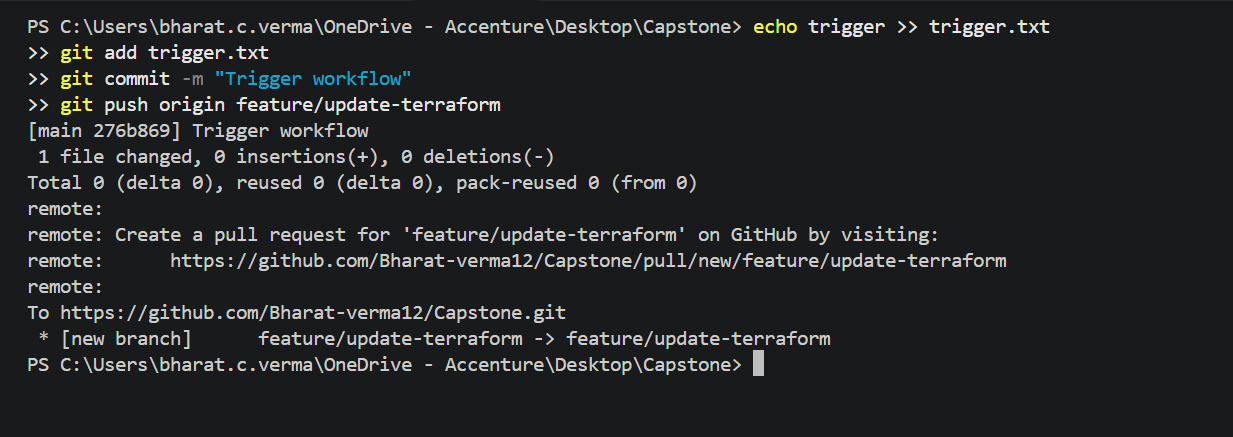 PS C:\Users\bharat.c.verma\OneDrive - Accenture\Desktop\Capstone> echo trigger >> trigger.txt
>> git add trigger.txt
>> git commit -m "Trigger workflow"
>> git push origin feature/update-terraform
[main 276b869] Trigger workflow
 1 file changed, 0 insertions(+), 0 deletions(-)
Total 0 (delta 0), reused 0 (delta 0), pack-reused 0 (from 0)
remote:
remote: Create a pull request for 'feature/update-terraform' on GitHub by visiting:
remote:      https://github.com/Bharat-verma12/Capstone/pull/new/feature/update-terraform
remote:
To https://github.com/Bharat-verma12/Capstone.git
 * [new branch]      feature/update-terraform -> feature/update-terraform
PS C:\Users\bharat.c.verma\OneDrive - Accenture\Desktop\Capstone>